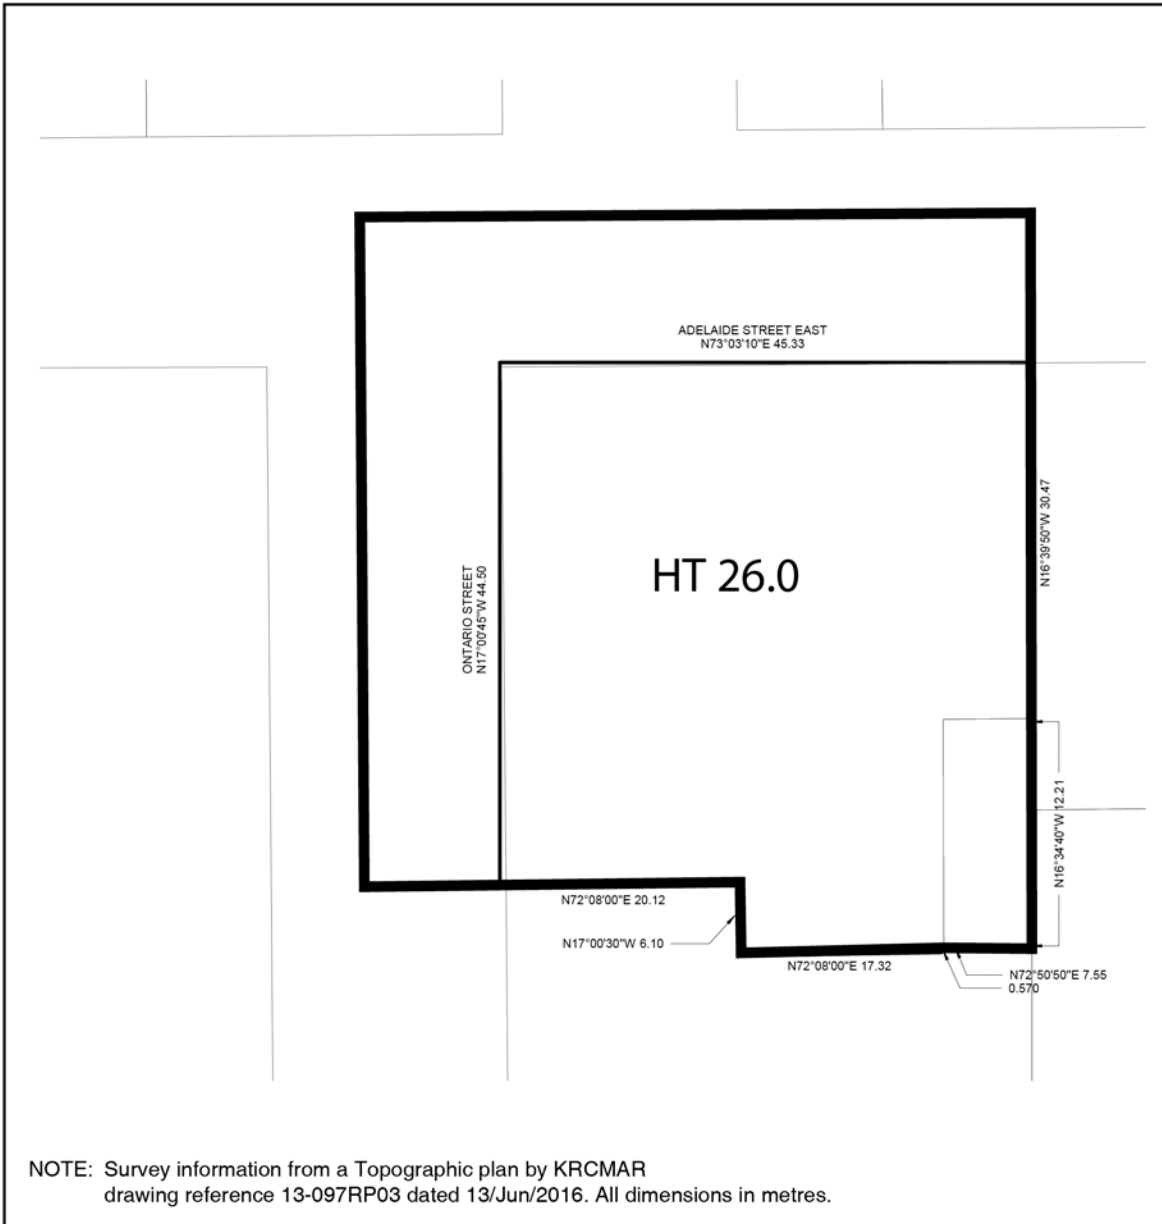 ADELAIDE STREET EAST
N73°03'10"E 45.33
N16°39'50"W 30.47
HT 26.0
ONTARIO STREET
N17°00'45"W 44.50
N16°34'40"W 12.21
N72°08'00"E 20.12
N17°00'30"W 6.10
N72°08'00"E 17.32
N72°50'50"E 7.55
0.570
NOTE: Survey information from a Topographic plan by KRCMAR
drawing reference 13-097RP03 dated 13/Jun/2016. All dimensions in metres.